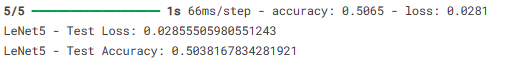 5/5 ━━━━━━━━━━━━━━━━━━━━ 1s 66ms/step - accuracy: 0.5065 - loss: 0.0281
LeNet5 - Test Loss: 0.02855505980551243
LeNet5 - Test Accuracy: 0.5038167834281921